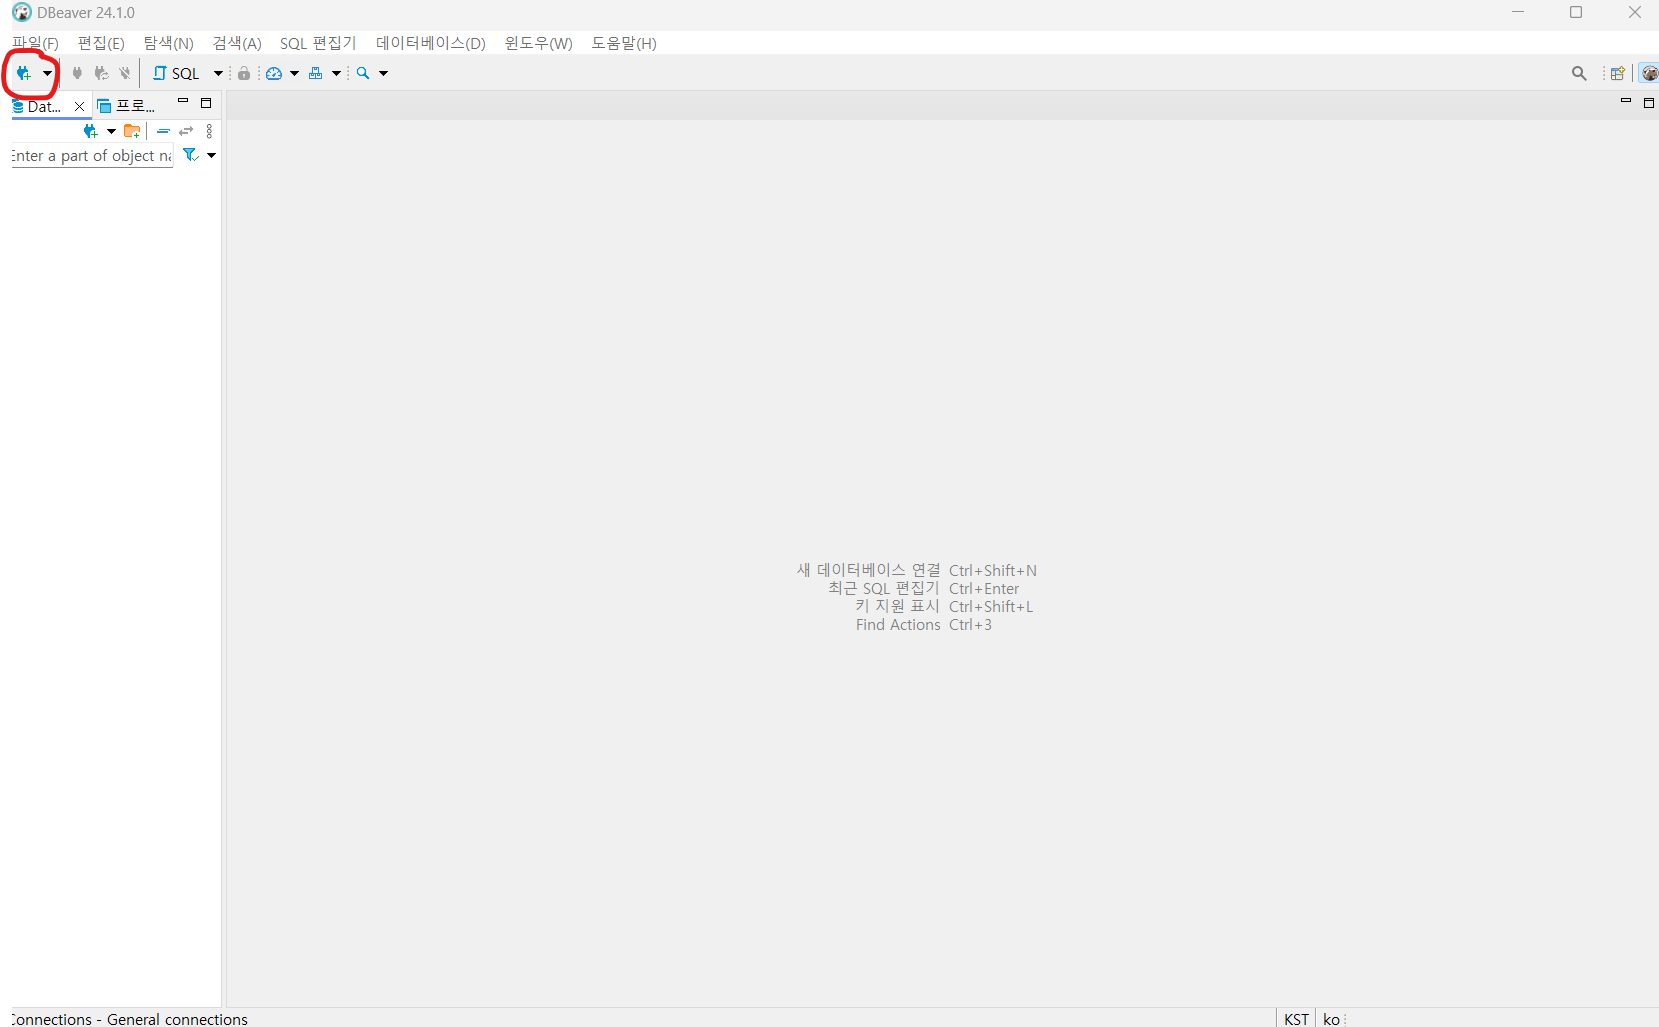 DBeaver 24.1.0
파일(F) 편집(E) 탐색(N) 검색(A) SQL 편집기 데이터베이스(D) 윈도우(W) 도움말(H)
SQL
Dat... 프로...
Enter a part of object na
새 데이터베이스 연결 Ctrl+Shift+N
최근 SQL 편집기 Ctrl+Enter
키 지원 표시 Ctrl+Shift+L
Find Actions Ctrl+3
Connections - General connections
KST ko